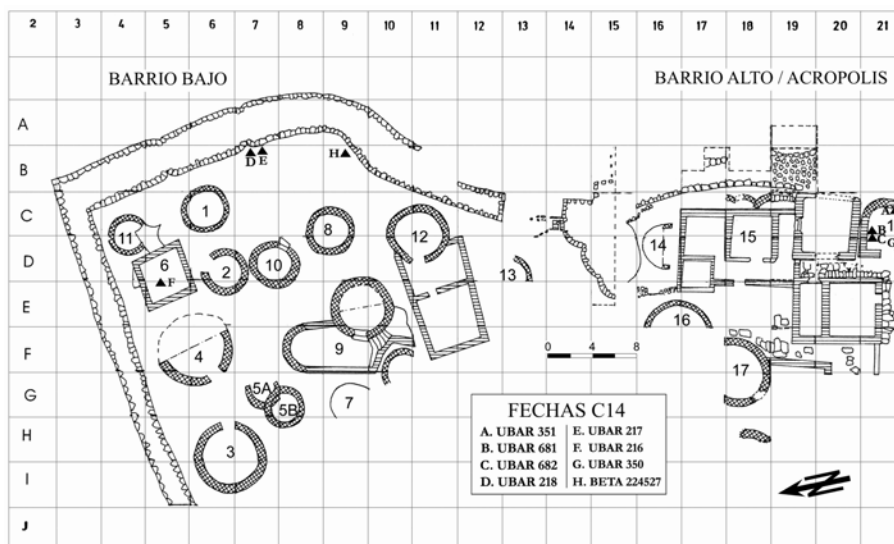 2 3 4 5 6 7 8 9 10 11 12 13 14 15 16 17 18 19 20 21
BARRIO BAJO BARRIO ALTO / ACROPOLIS
A
B
D E H
C
1
11 8 12 14 15 B
C G
D
6 2 10 13
F
E
16
F
4 9 0 4 8
17
G
5A 5B 7
H
3
I
J
FECHAS C14
A. UBAR 351 E. UBAR 217
B. UBAR 681 F. UBAR 216
C. UBAR 682 G. UBAR 350
D. UBAR 218 H. BETA 224527